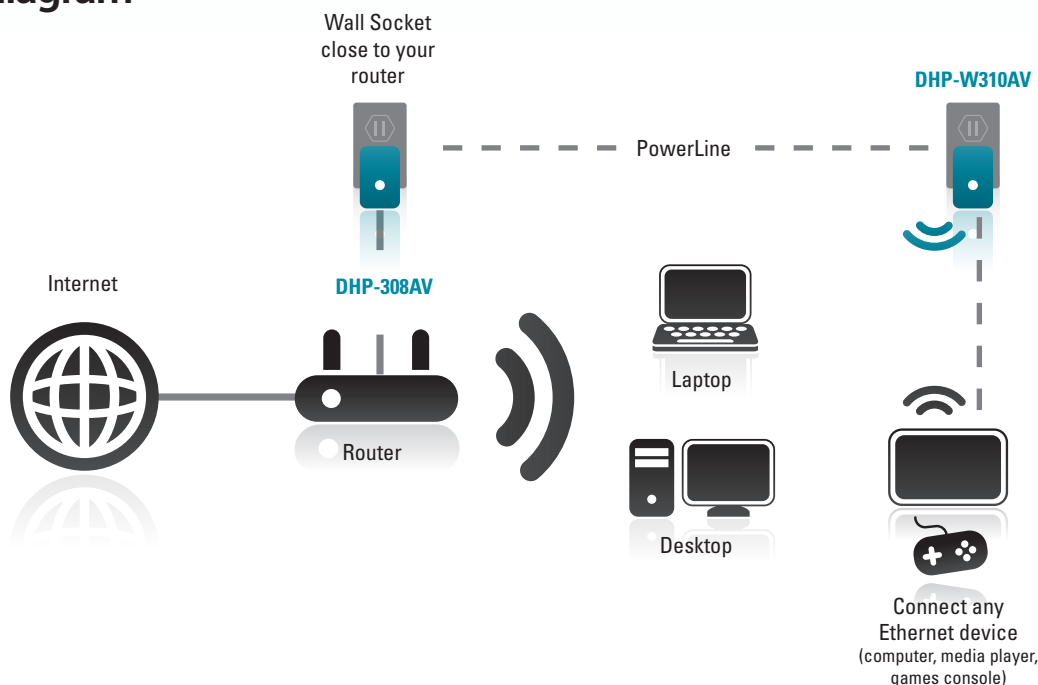 Wall Socket
close to your
router
DHP-W310AV
PowerLine
Internet
DHP-308AV
Laptop
Router
Desktop
Connect any
Ethernet device
(computer, media player,
games console)